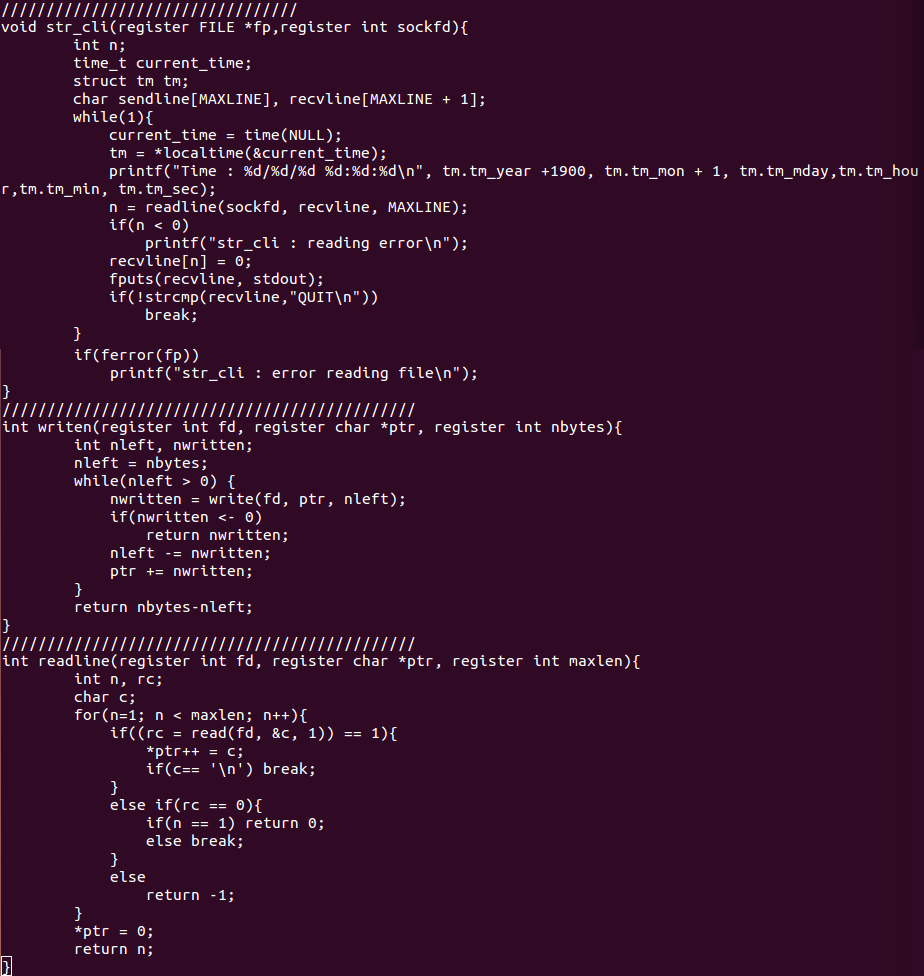 /////////////////////////////////
void str_cli(register FILE *fp,register int sockfd){
        int n;
        time_t current_time;
        struct tm tm;
        char sendline[MAXLINE], recvline[MAXLINE + 1];
        while(1){
            current_time = time(NULL);
            tm = *localtime(&current_time);
            printf("Time : %d/%d/%d %d:%d:%d\n", tm.tm_year +1900, tm.tm_mon + 1, tm.tm_mday,tm.tm_hou
r,tm.tm_min, tm.tm_sec);
            n = readline(sockfd, recvline, MAXLINE);
            if(n < 0)
                printf("str_cli : reading error\n");
            recvline[n] = 0;
            fputs(recvline, stdout);
            if(!strcmp(recvline,"QUIT\n"))
                break;
        }
        if(ferror(fp))
            printf("str_cli : error reading file\n");
}
//////////////////////////////////////////////
int writen(register int fd, register char *ptr, register int nbytes){
        int nleft, nwritten;
        nleft = nbytes;
        while(nleft > 0) {
            nwritten = write(fd, ptr, nleft);
            if(nwritten <- 0)
                return nwritten;
            nleft -= nwritten;
            ptr += nwritten;
        }
        return nbytes-nleft;
}
//////////////////////////////////////////////
int readline(register int fd, register char *ptr, register int maxlen){
        int n, rc;
        char c;
        for(n=1; n < maxlen; n++){
            if((rc = read(fd, &c, 1)) == 1){
                *ptr++ = c;
                if(c== '\n') break;
            }
            else if(rc == 0){
                if(n == 1) return 0;
                else break;
            }
            else
                return -1;
        }
        *ptr = 0;
        return n;
}